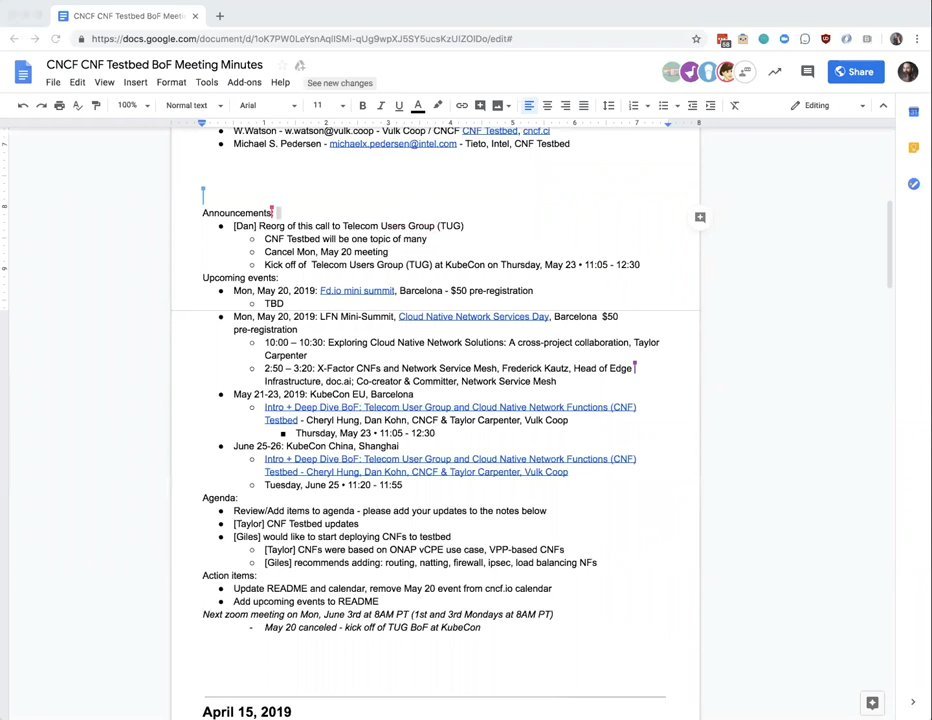 CNCF CNF Testbed BoF Meeti
https://docs.google.com/document/d/1oK7PW0LeYsnAqIISMi-qUg9wpXJ5SY5ucsKzUIZOIDo/edit#
CNCF CNF Testbed BoF Meeting Minutes
File Edit View Insert Format Tools Add-ons Help See new changes
Share
100% Normal text Arial 11 B I U A Editing
1 2 3 4 5 6 7 8
W.Watson - w.watson@vulk.coop - Vulk Coop / CNCF CNF Testbed, cncf.ci
Michael S. Pedersen - michaelx.pedersen@intel.com - Tieto, Intel, CNF Testbed
Announcements:
● [Dan] Reorg of this call to Telecom Users Group (TUG)
○ CNF Testbed will be one topic of many
○ Cancel Mon, May 20 meeting
○ Kick off of Telecom Users Group (TUG) at KubeCon on Thursday, May 23 • 11:05 - 12:30
Upcoming events:
● Mon, May 20, 2019: Fd.io mini summit, Barcelona - $50 pre-registration
○ TBD
● Mon, May 20, 2019: LFN Mini-Summit, Cloud Native Network Services Day, Barcelona $50
pre-registration
○ 10:00 – 10:30: Exploring Cloud Native Network Solutions: A cross-project collaboration, Taylor
Carpenter
○ 2:50 – 3:20: X-Factor CNFs and Network Service Mesh, Frederick Kautz, Head of Edge
Infrastructure, doc.ai; Co-creator & Committer, Network Service Mesh
● May 21-23, 2019: KubeCon EU, Barcelona
○ Intro + Deep Dive BoF: Telecom User Group and Cloud Native Network Functions (CNF)
Testbed - Cheryl Hung, Dan Kohn, CNCF & Taylor Carpenter, Vulk Coop
■ Thursday, May 23 • 11:05 - 12:30
● June 25-26: KubeCon China, Shanghai
○ Intro + Deep Dive BoF: Telecom User Group and Cloud Native Network Functions (CNF)
Testbed - Cheryl Hung, Dan Kohn, CNCF & Taylor Carpenter, Vulk Coop
○ Tuesday, June 25 • 11:20 - 11:55
Agenda:
● Review/Add items to agenda - please add your updates to the notes below
● [Taylor] CNF Testbed updates
● [Giles] would like to start deploying CNFs to testbed
○ [Taylor] CNFs were based on ONAP vCPE use case, VPP-based CNFs
○ [Giles] recommends adding: routing, natting, firewall, ipsec, load balancing NFs
Action items:
● Update README and calendar, remove May 20 event from cncf.io calendar
● Add upcoming events to README
Next zoom meeting on Mon, June 3rd at 8AM PT (1st and 3rd Mondays at 8AM PT)
- May 20 canceled - kick off of TUG BoF at KubeCon
April 15, 2019